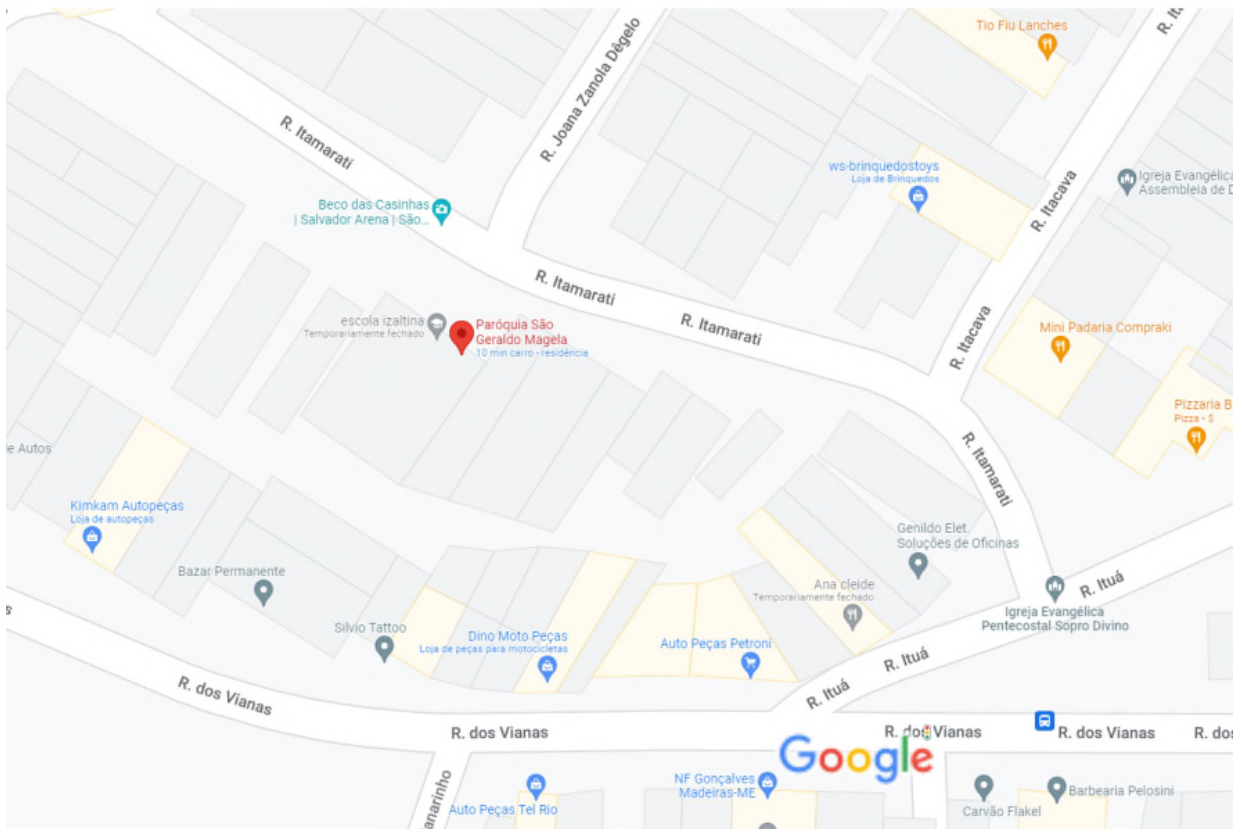 Tio Fiu Lanches
R. Itamarati
R. Joana Zanola Dêgelo
ws-brinquedostoys
Loja de Brinquedos
Igreja Evangélica
Assembleia de D
Beco das Casinhas
| Salvador Arena | São...
R. Itacava
R. Itamarati
R. Itamarati
escola izaltina
Temporariamente fechado
Paróquia São
Geraldo Magela
10 min carro - residência
R. Itacava
Mini Padaria Compraki
Pizzaria B
Pizza - $
R. Itamarati
e Autos
Kimkam Autopeças
Loja de autopeças
Genildo Elet.
Soluções de Oficinas
Bazar Permanente
Ana cleide
Temporariamente fechado
R. Ituá
Igreja Evangélica
Pentecostal Sopro Divino
Silvio Tattoo
Dino Moto Peças
Loja de peças para motocicletas
Auto Peças Petroni
R. Ituá
R. Ituá
R. dos Vianas
R. dos Vianas
R. dos Vianas
R. dos Vianas
R. dos
Google
NF Gonçalves
Madeiras-ME
Auto Peças Tel Rio
anarinho
Carvão Flakel
Barbearia Pelosini